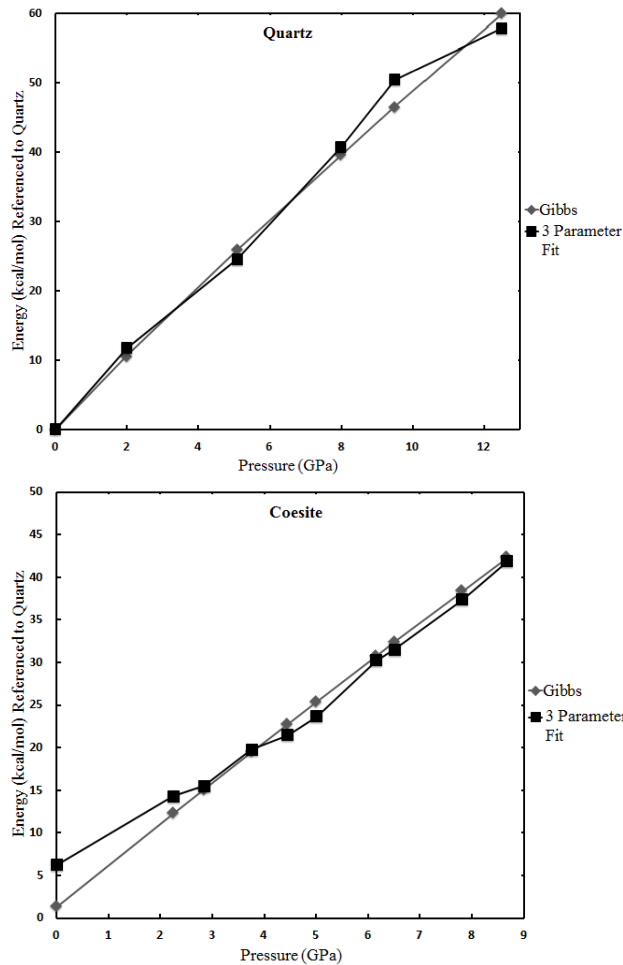 Quartz
60
50
40
30
20
10
0
0 2 4 6 8 10 12
Energy (kcal/mol) Referenced to Quartz
Pressure (GPa)
Gibbs
3 Parameter
Fit
Coesite
50
45
40
35
30
25
20
15
10
5
0
0 1 2 3 4 5 6 7 8 9
Energy (kcal/mol) Referenced to Quartz
Pressure (GPa)
Gibbs
3 Parameter
Fit